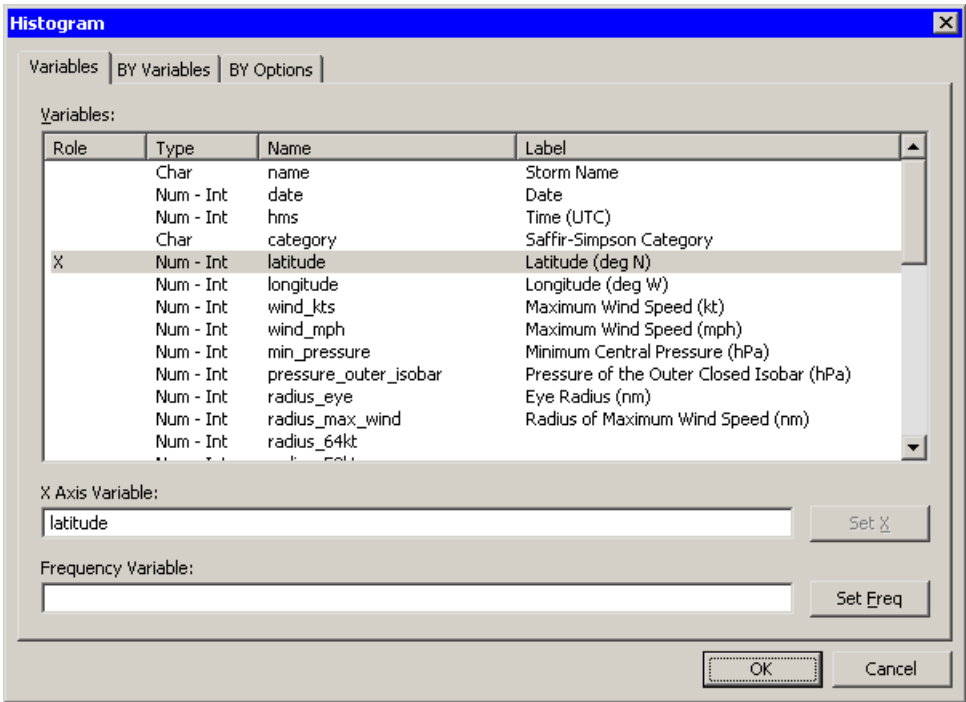 Histogram
Variables BY Variables BY Options
Variables:
Role Type Name Label
Char name Storm Name
Num - Int date Date
Num - Int hms Time (UTC)
Char category Saffir-Simpson Category
X Num - Int latitude Latitude (deg N)
Num - Int longitude Longitude (deg W)
Num - Int wind_kts Maximum Wind Speed (kt)
Num - Int wind_mph Maximum Wind Speed (mph)
Num - Int min_pressure Minimum Central Pressure (hPa)
Num - Int pressure_outer_isobar Pressure of the Outer Closed Isobar (hPa)
Num - Int radius_eye Eye Radius (nm)
Num - Int radius_max_wind Radius of Maximum Wind Speed (nm)
Num - Int radius_64kt
X Axis Variable:
latitude Set X
Frequency Variable:
Set Freq
OK Cancel